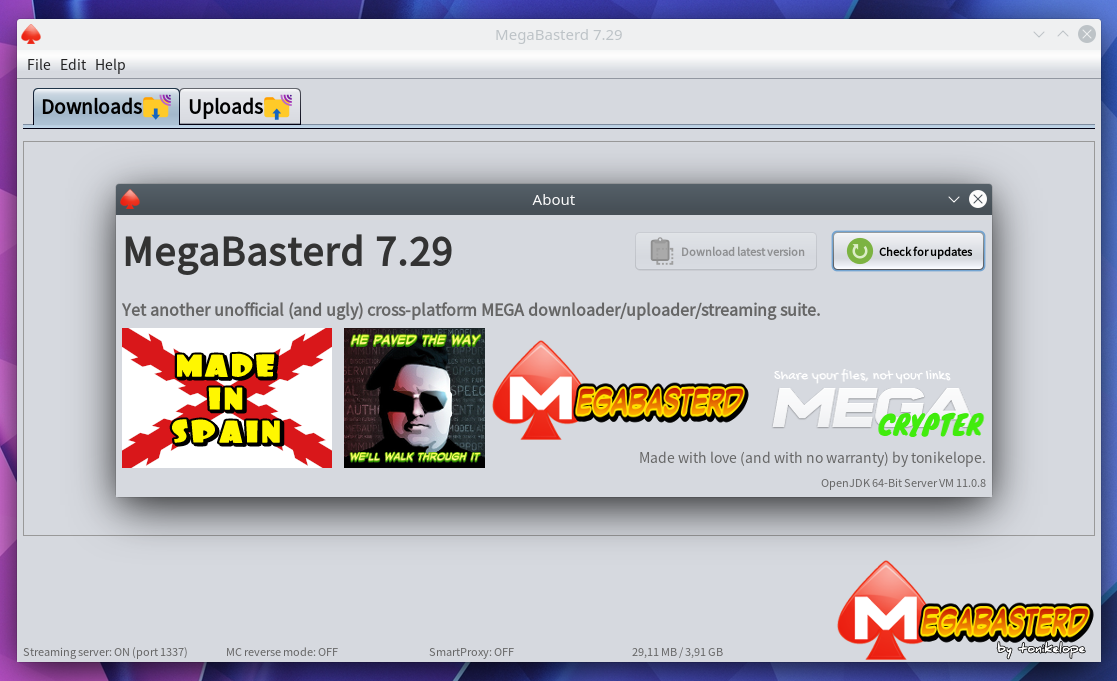 MegaBasterd 7.29
File Edit Help
Downloads Uploads
About
MegaBasterd 7.29
Download latest version
Check for updates
Yet another unofficial (and ugly) cross-platform MEGA downloader/uploader/streaming suite.
MADE
IN
SPAIN
HE PAVED THE WAY
WE'LL WALK THROUGH IT
MEGABASTERD
Share your files, not your links
MEGA
CRYPTER
Made with love (and with no warranty) by tonikelope.
OpenJDK 64-Bit Server VM 11.0.8
MEGABASTERD
by tonikelope
Streaming server: ON (port 1337) MC reverse mode: OFF SmartProxy: OFF 29,11 MB / 3,91 GB